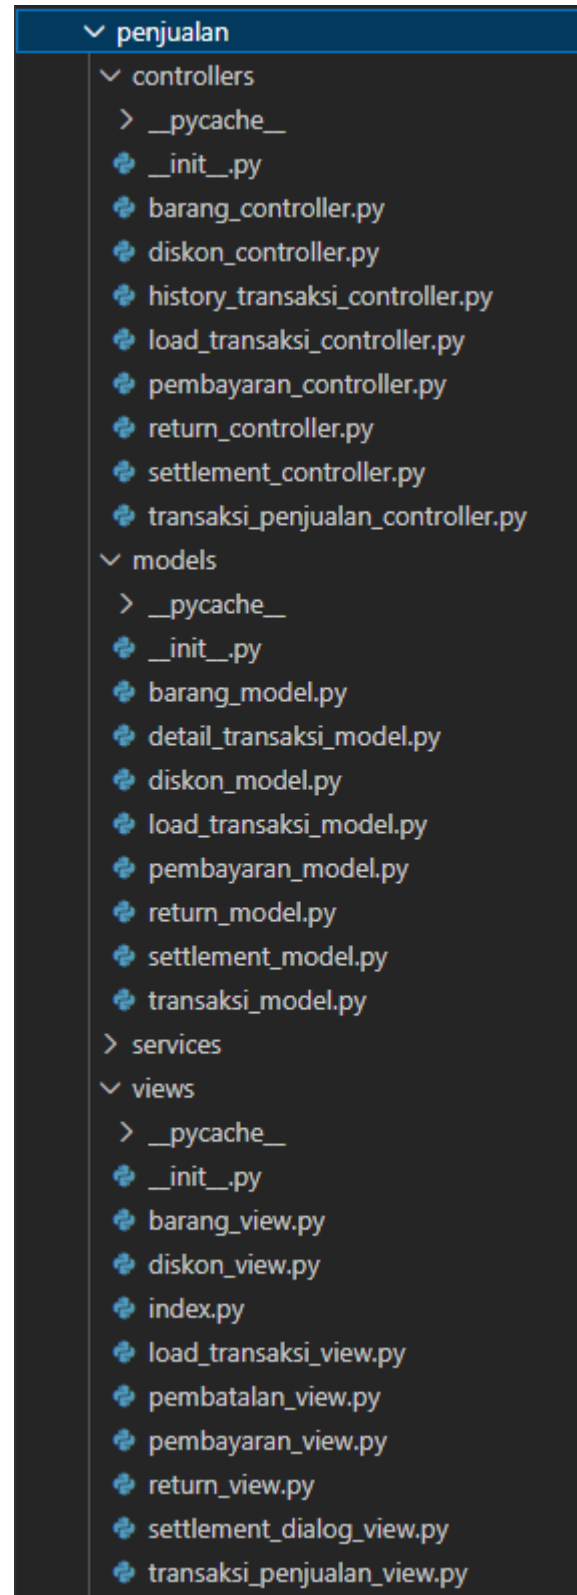 penjualan
controllers
__pycache__
__init__.py
barang_controller.py
diskon_controller.py
history_transaksi_controller.py
load_transaksi_controller.py
pembayaran_controller.py
return_controller.py
settlement_controller.py
transaksi_penjualan_controller.py
models
__pycache__
__init__.py
barang_model.py
detail_transaksi_model.py
diskon_model.py
load_transaksi_model.py
pembayaran_model.py
return_model.py
settlement_model.py
transaksi_model.py
services
views
__pycache__
__init__.py
barang_view.py
diskon_view.py
index.py
load_transaksi_view.py
pembatalan_view.py
pembayaran_view.py
return_view.py
settlement_dialog_view.py
transaksi_penjualan_view.py